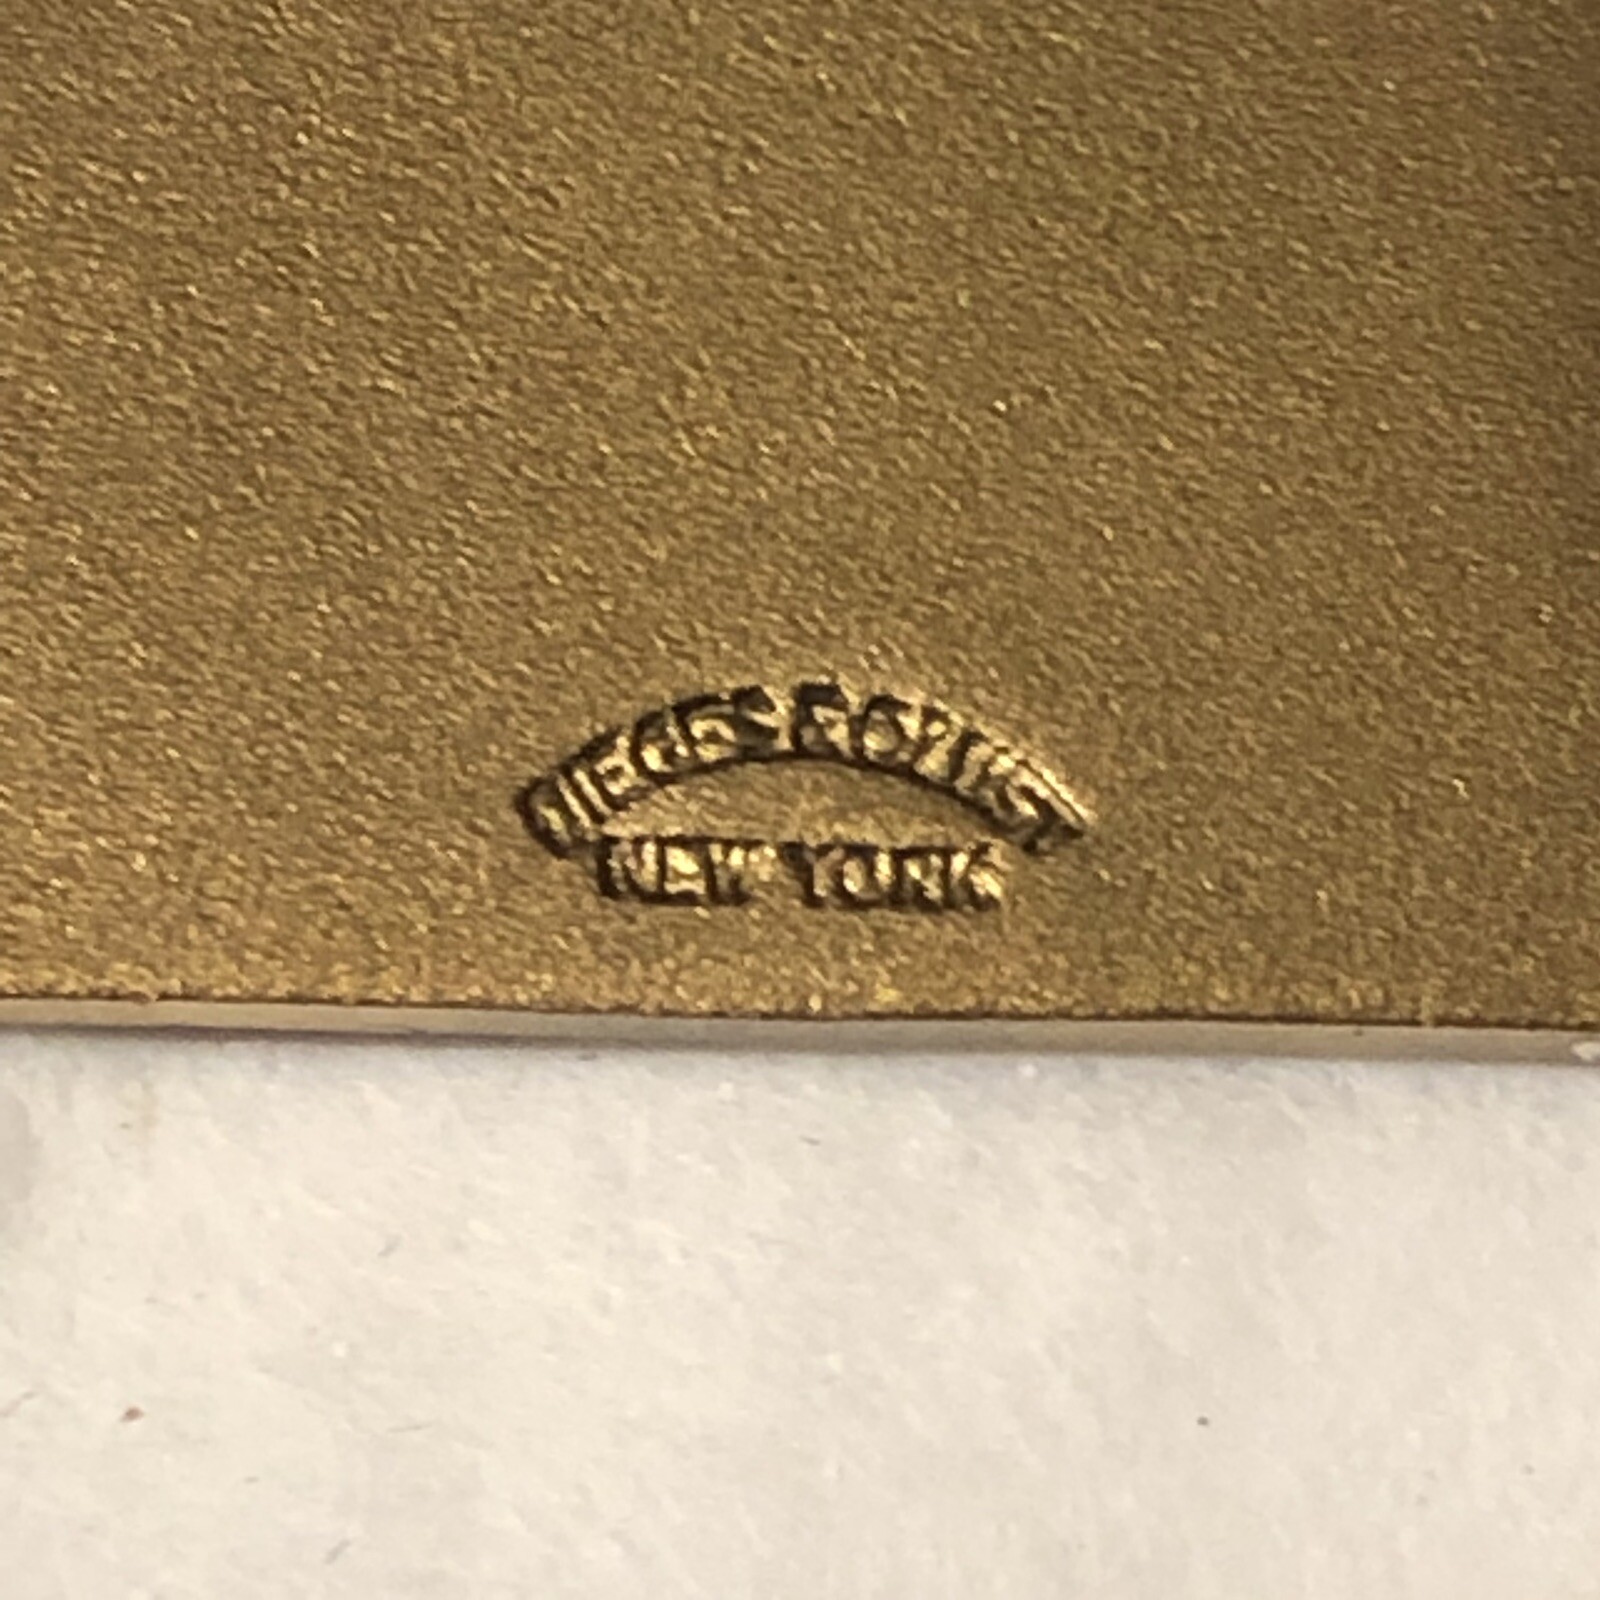 DIEGES & CLUST
NEW YORK